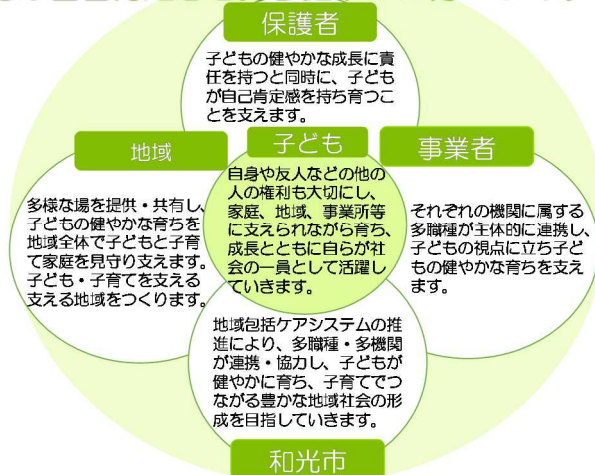 保護者
子どもの健やかな成長に責
任を持つと同時に、子ども
が自己肯定感を持ち育つこ
とを支えます。
地域
多様な場を提供・共有し、
子どもの健やかな育ちを
地域全体で子どもと子育
て家庭を見守り支えます。
子ども・子育てを支える
支える地域をつくります。
子ども
自身や友人などの他の
人の権利も大切にし、
家庭、地域、事業所等
に支えられながら育ち、
成長とともに自らが社
会の一員として活躍し
ていきます。
事業者
それぞれの機関に属する
多職種が主体的に連携し、
子どもの視点に立ち子ど
もの健やかな育ちを支え
ます。
地域包括ケアシステムの推
進により、多職種・多機関
が連携・協力し、子どもが
健やかに育ち、子育てでつ
ながる豊かな地域社会の形
成を目指していきます。
和光市